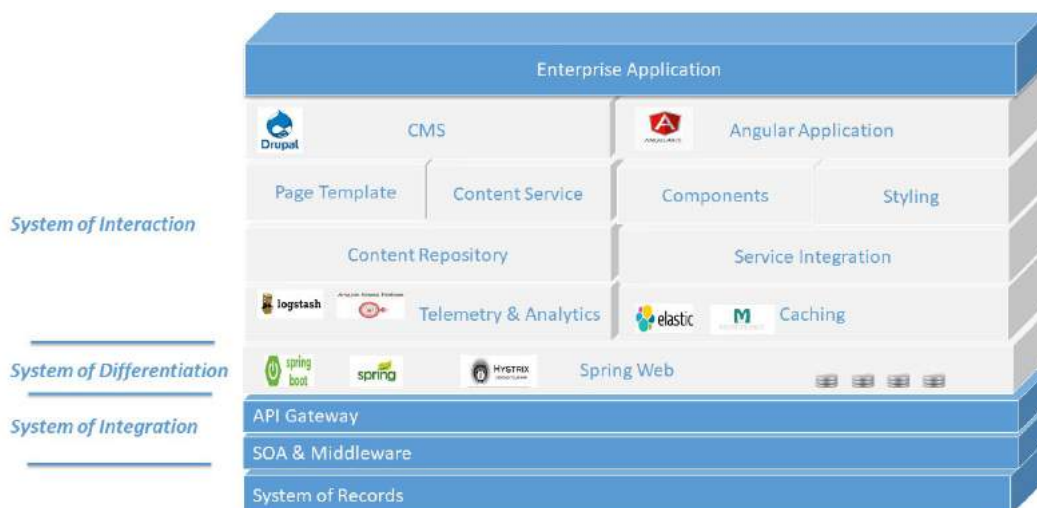 Enterprise Application
Drupal
CMS
Angular Application
Page Template
Content Service
Components
Styling
System of Interaction
Content Repository
Service Integration
logstash
Telemetry & Analytics
elastic
Caching
System of Differentiation
spring
boot
spring
HYSTRIX
Spring Web
API Gateway
System of Integration
SOA & Middleware
System of Records